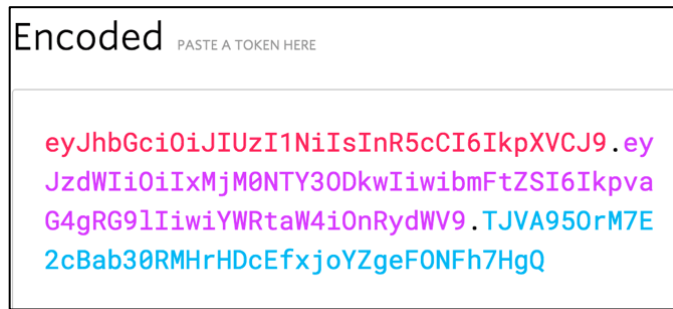 Encoded PASTE A TOKEN HERE
eyJhbGciOiJIUzI1NiIsInR5cCI6IkpXVCJ9.ey
JzdWIiOiIxMjM0NTY3ODkwIiwibmFtZSI6Ikpva
G4gRG9lIiwiYWRtaW4iOnRydWV9.TJVA95OrM7E
2cBab30RMHrHDcEfxjoYZgeFONFh7HgQ